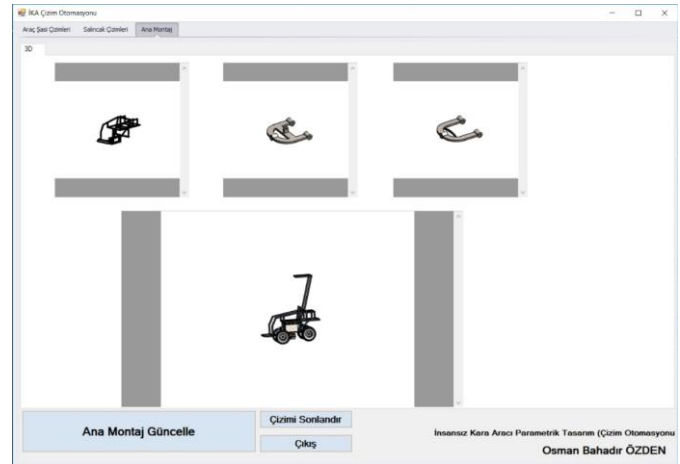 İKA Çizim Otomasyonu
Araç Şasi Çizimleri Salıncak Çizimleri Ana Montaj
3D
Ana Montaj Güncelle
Çizimi Sonlandır
Çıkış
İnsansız Kara Aracı Parametrik Tasarım (Çizim Otomasyonu
Osman Bahadır ÖZDEN